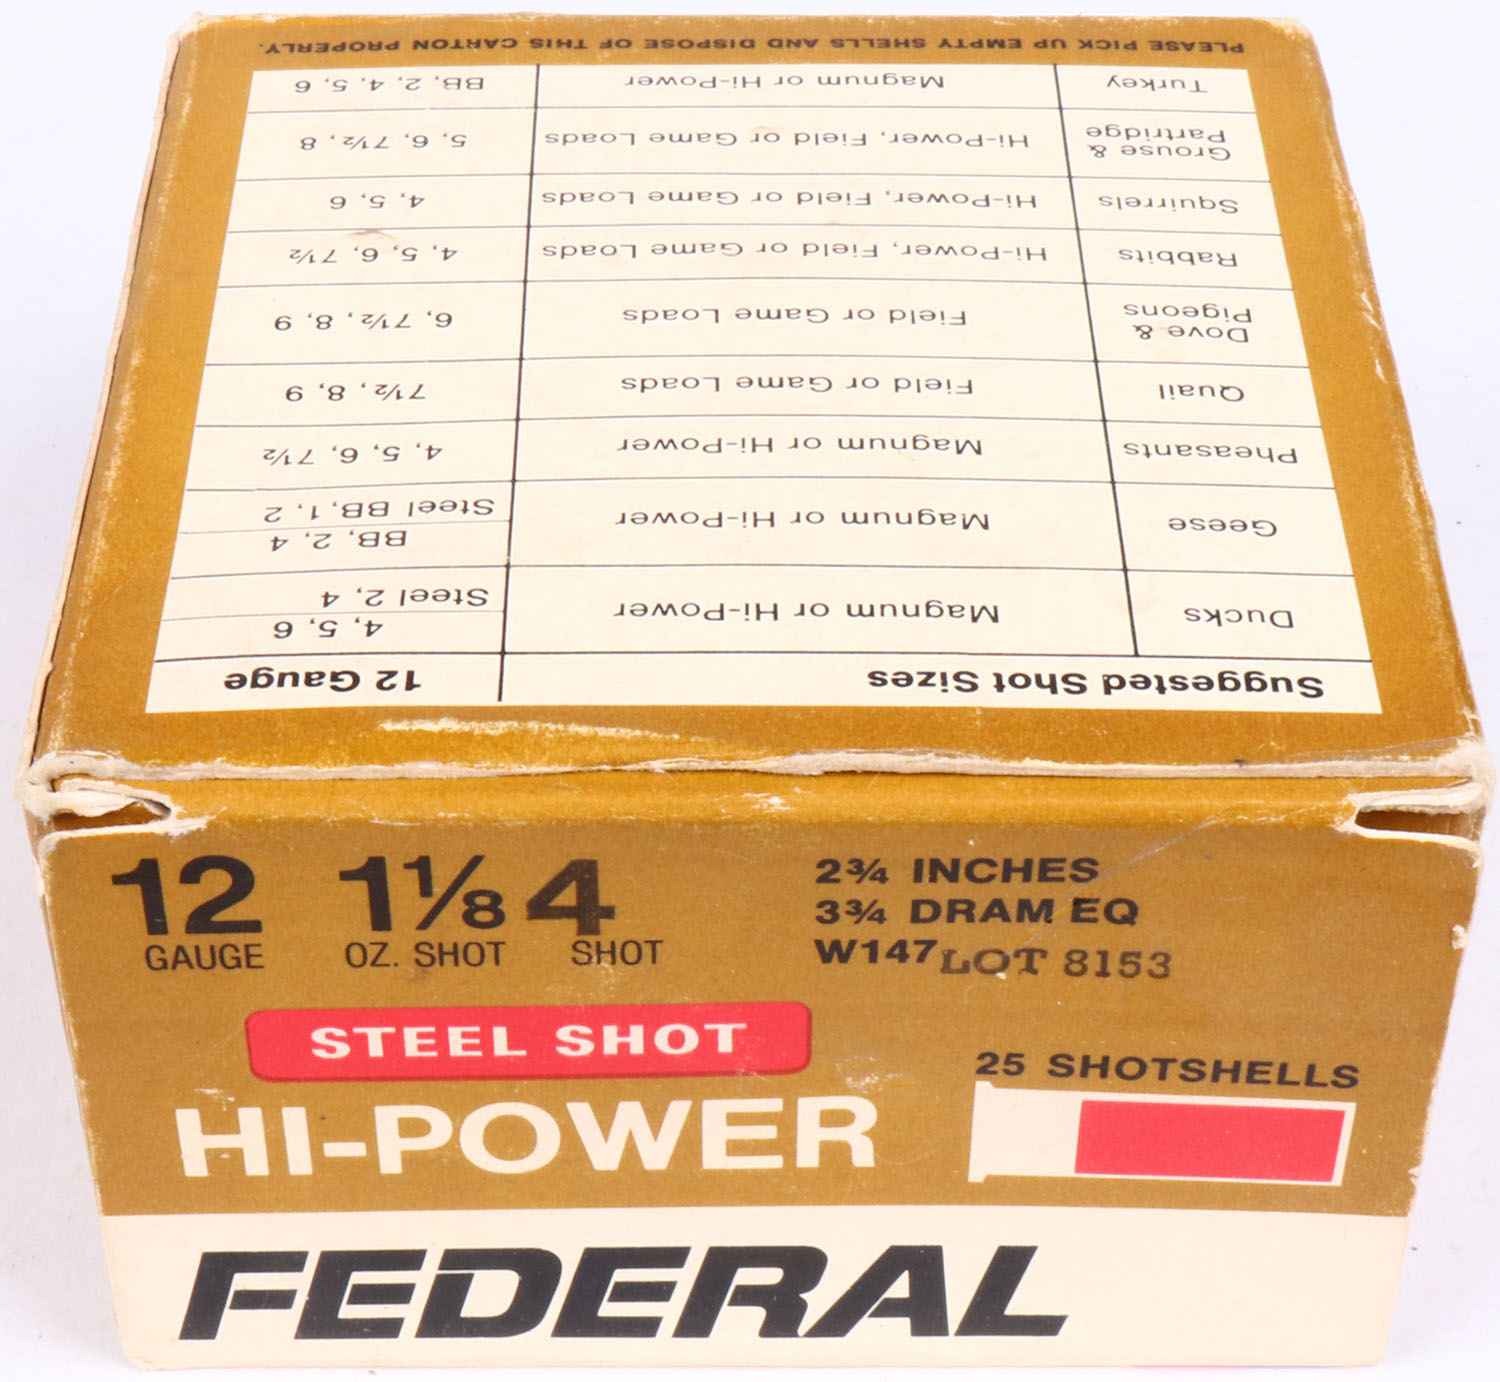 Suggested Shot Sizes 12 Gauge
Ducks Magnum or Hi-Power 4, 5, 6
Steel 2, 4
Geese Magnum or Hi-Power BB, 2, 4
Steel BB, 1, 2
Pheasants Magnum or Hi-Power 4, 5, 6, 7½
Quail Field or Game Loads 7½, 8, 9
Dove &
Pigeons Field or Game Loads 6, 7½, 8, 9
Rabbits Hi-Power, Field or Game Loads 4, 5, 6, 7½
Squirrels Hi-Power, Field or Game Loads 4, 5, 6
Grouse &
Partridge Hi-Power, Field or Game Loads 5, 6, 7½, 8
Turkey Magnum or Hi-Power BB, 2, 4, 5, 6
PLEASE PICK UP EMPTY SHELLS AND DISPOSE OF THIS CARTON PROPERLY.
12 1⅛ 4
GAUGE OZ. SHOT SHOT
2¾ INCHES
3¾ DRAM EQ
W147 LOT 8153
STEEL SHOT
25 SHOTSHELLS
HI-POWER
FEDERAL